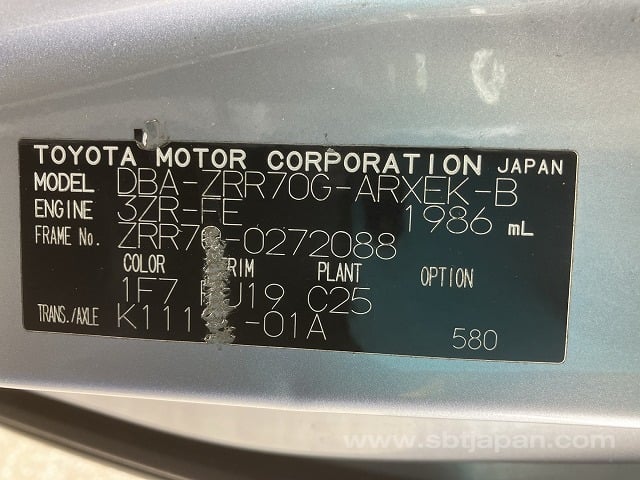 TOYOTA MOTOR CORPORATION JAPAN
MODEL DBA-ZRR70G-ARXEK-B
ENGINE 3ZR-FE 1986 mL
FRAME No. -0272088
COLOR PLANT OPTION
1F7 C25
TRANS./AXLE -01A
580
www.sbtjapan.com